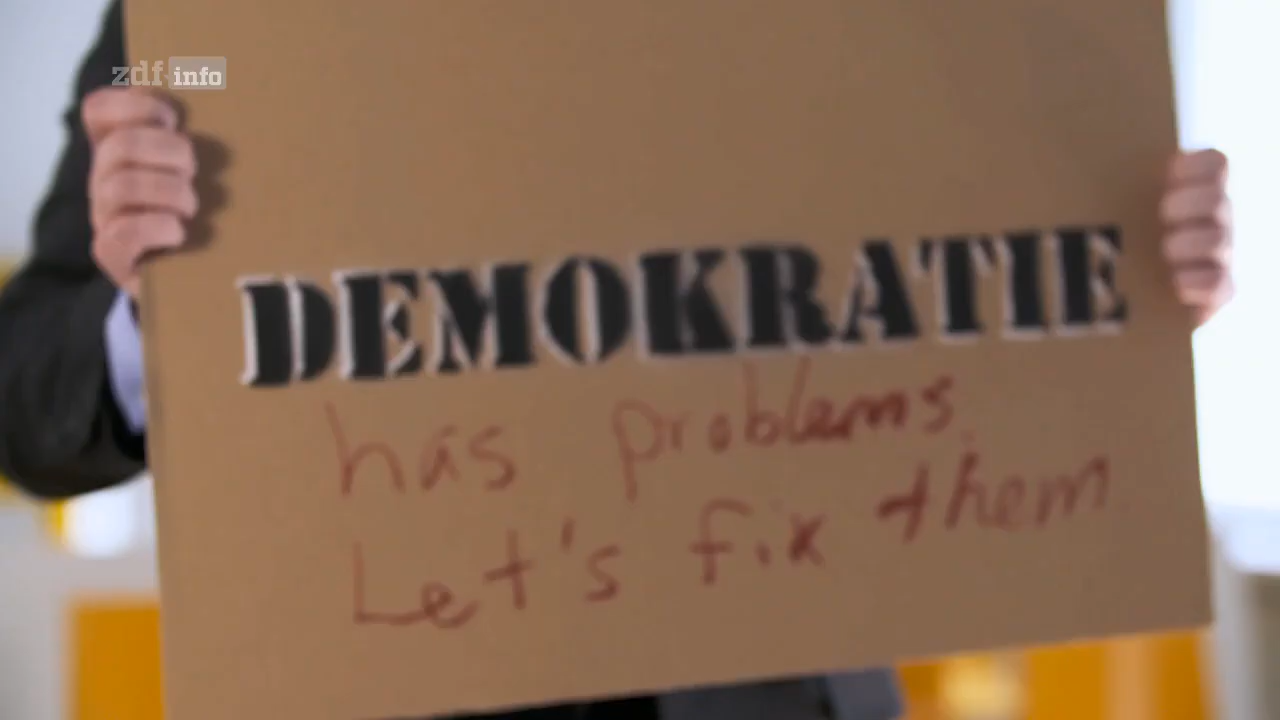 zdf info
DEMOKRATIE
has problems.
Let's fix them